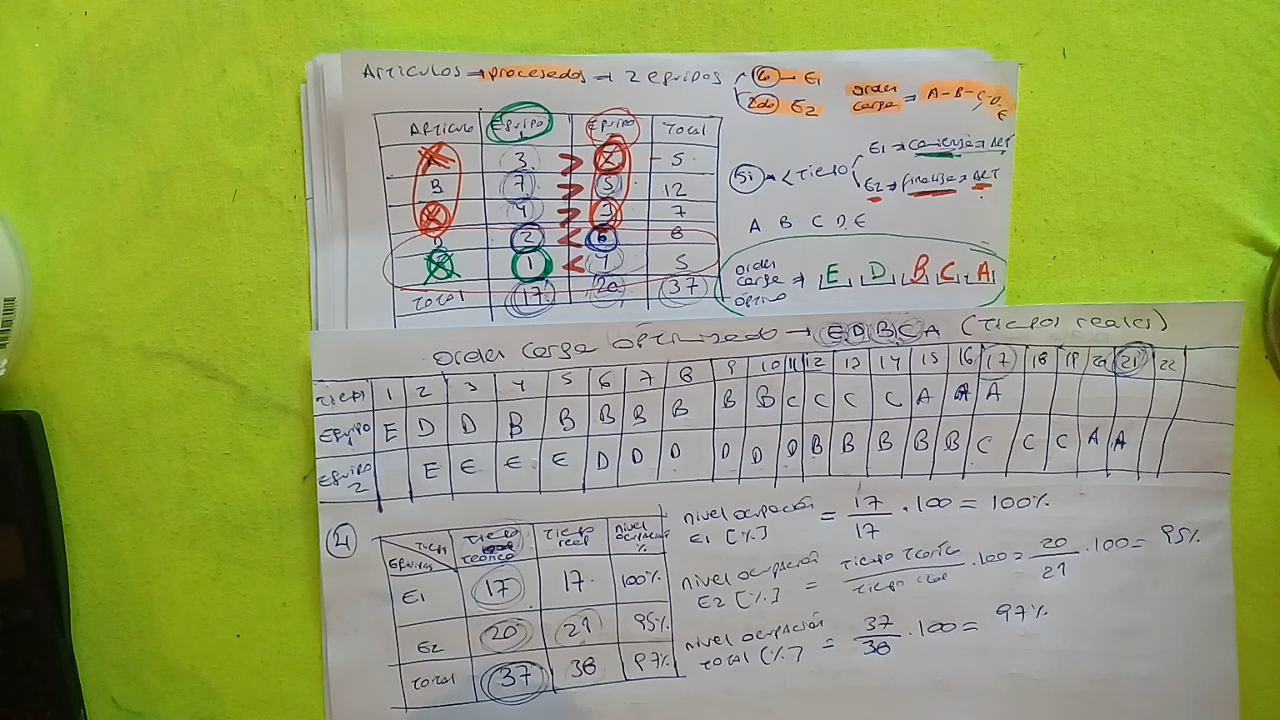 Articulos → procesados → 2 equipos
1o → E1
2do E2
orden carga → A-B-C-D-E
Articulo Equipo 1 Equipo Total
3 > 2 - 5
B 7 > 5 12
4 > 3 7
D 2 < 6 8
1 < 4 5
Total 17 20 37
Si < Tiempo
E1 → comienza → ART
E2 → finaliza → ART
A B C D E
orden carga óptimo → E D B C A
orden carga optimizado → E D B C A (Tiempos reales)
Tiempo 1 2 3 4 5 6 7 8 9 10 11 12 13 14 15 16 17 18 19 20 21 22
Equipo E D D B B B B B B B C C C C A A A
Equipo 2 E E E E D D D D D D B B B B B C C C A A
4
Tiempo Equipos Tiempo teórico Tiempo real nivel ocupación %
E1 17 17 100%
E2 20 21 95%
Total 37 38 97%
nivel ocupación E1 [%] = 17/17 . 100 = 100%
nivel ocupación E2 [%] = Tiempo Teórico/Tiempo real . 100 = 20/21 . 100 = 95%
nivel ocupación total [%] = 37/38 . 100 = 97%